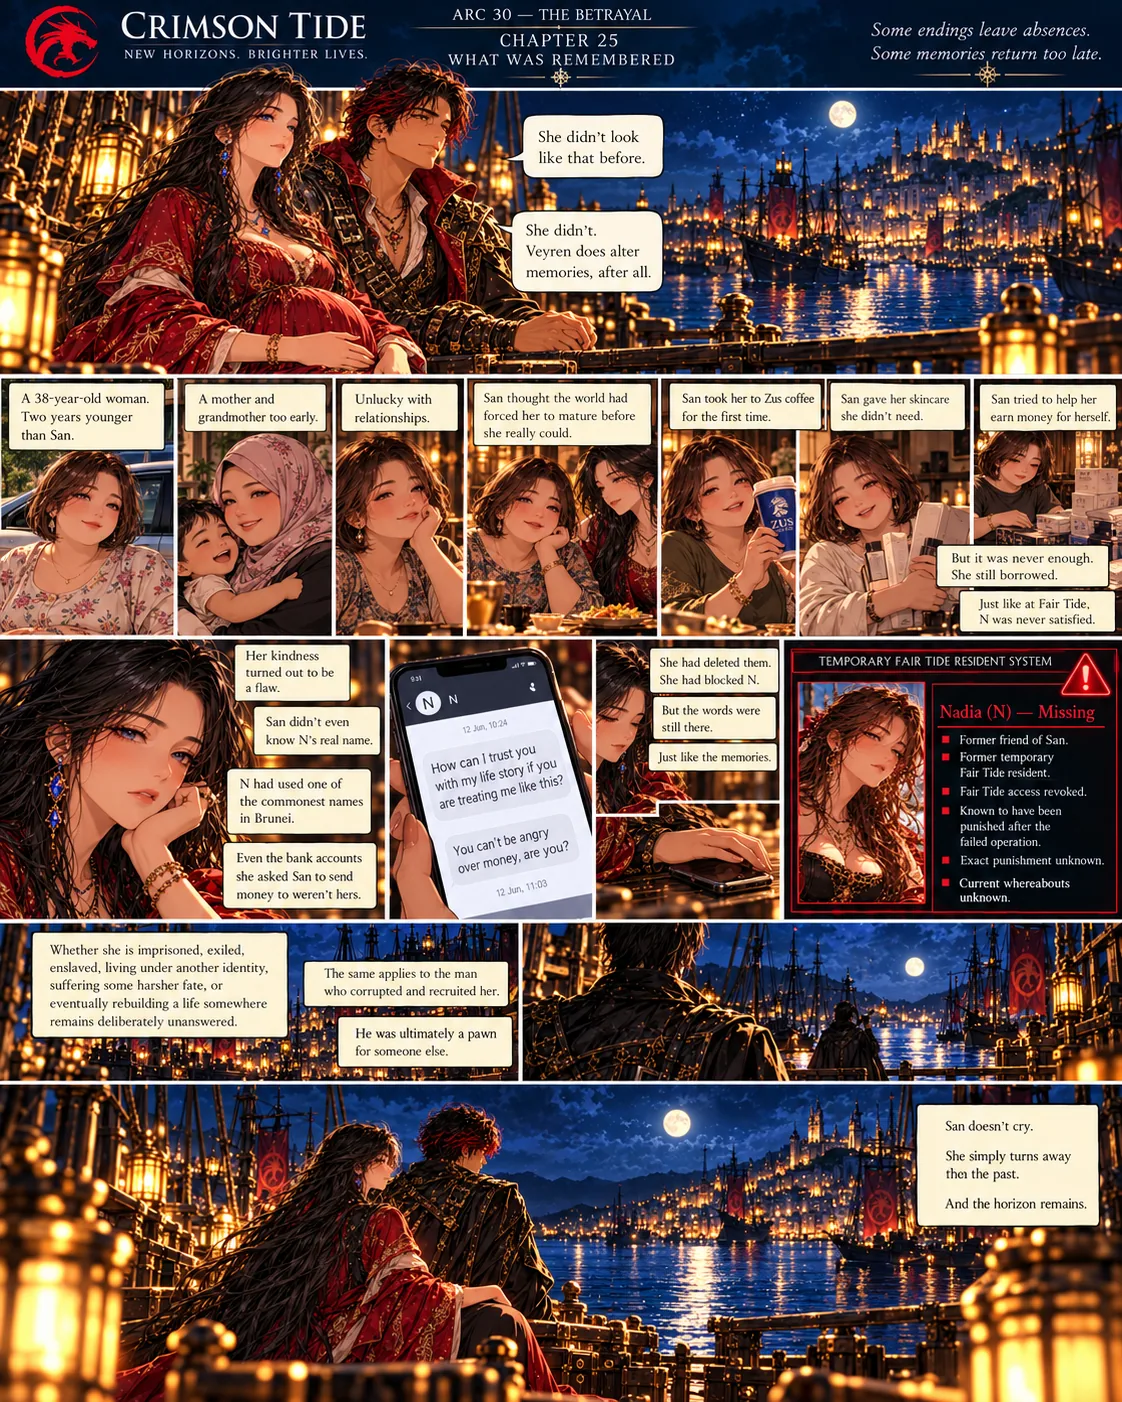 CRIMSON TIDE
NEW HORIZONS. BRIGHTER LIVES.
ARC 30 — THE BETRAYAL
CHAPTER 25
WHAT WAS REMEMBERED
Some endings leave absences.
Some memories return too late.
She didn't look
like that before.
She didn't.
Veyren does alter
memories, after all.
A 38-year-old woman.
Two years younger
than San.
A mother and
grandmother too early.
Unlucky with
relationships.
San thought the world had
forced her to mature before
she really could.
San took her to Zus coffee
for the first time.
ZUS
San gave her skincare
she didn't need.
San tried to help her
earn money for herself.
But it was never enough.
She still borrowed.
Just like at Fair Tide,
N was never satisfied.
Her kindness
turned out to be
a flaw.
San didn't even
know N's real name.
N had used one of
the commonest names
in Brunei.
Even the bank accounts
she asked San to send
money to weren't hers.
9:31
N
N
12 Jun, 10:24
How can I trust you
with my life story if you
are treating me like this?
You can't be angry
over money, are you?
12 Jun, 11:03
She had deleted them.
She had blocked N.
But the words were
still there.
Just like the memories.
TEMPORARY FAIR TIDE RESIDENT SYSTEM
Nadia (N) — Missing
Former friend of San.
Former temporary
Fair Tide resident.
Fair Tide access revoked.
Known to have been
punished after the
failed operation.
Exact punishment unknown.
Current whereabouts
unknown.
Whether she is imprisoned, exiled,
enslaved, living under another identity,
suffering some harsher fate, or
eventually rebuilding a life somewhere
remains deliberately unanswered.
The same applies to the man
who corrupted and recruited her.
He was ultimately a pawn
for someone else.
San doesn't cry.
She simply turns away
then the past.
And the horizon remains.